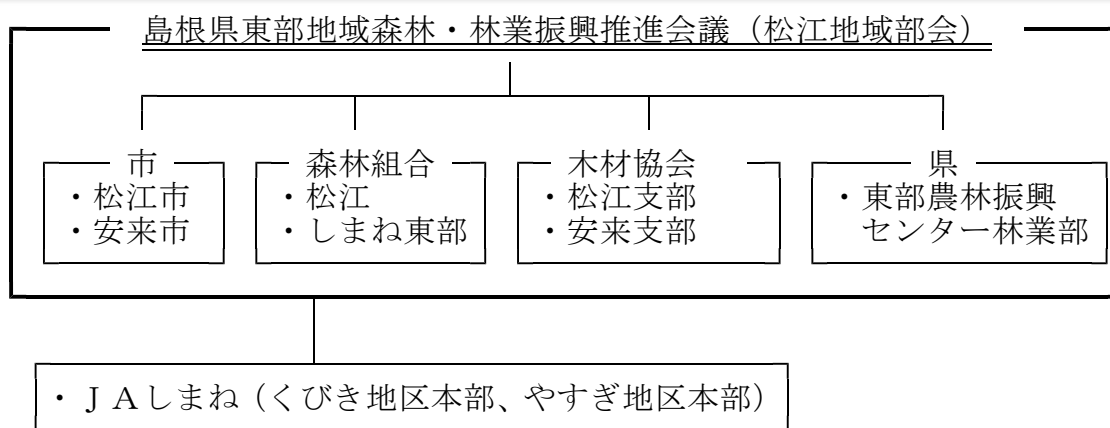 島根県東部地域森林・林業振興推進会議（松江地域部会）
市
・松江市
・安来市
森林組合
・松江
・しまね東部
木材協会
・松江支部
・安来支部
県
・東部農林振興
センター林業部
・ＪＡしまね（くびき地区本部、やすぎ地区本部）